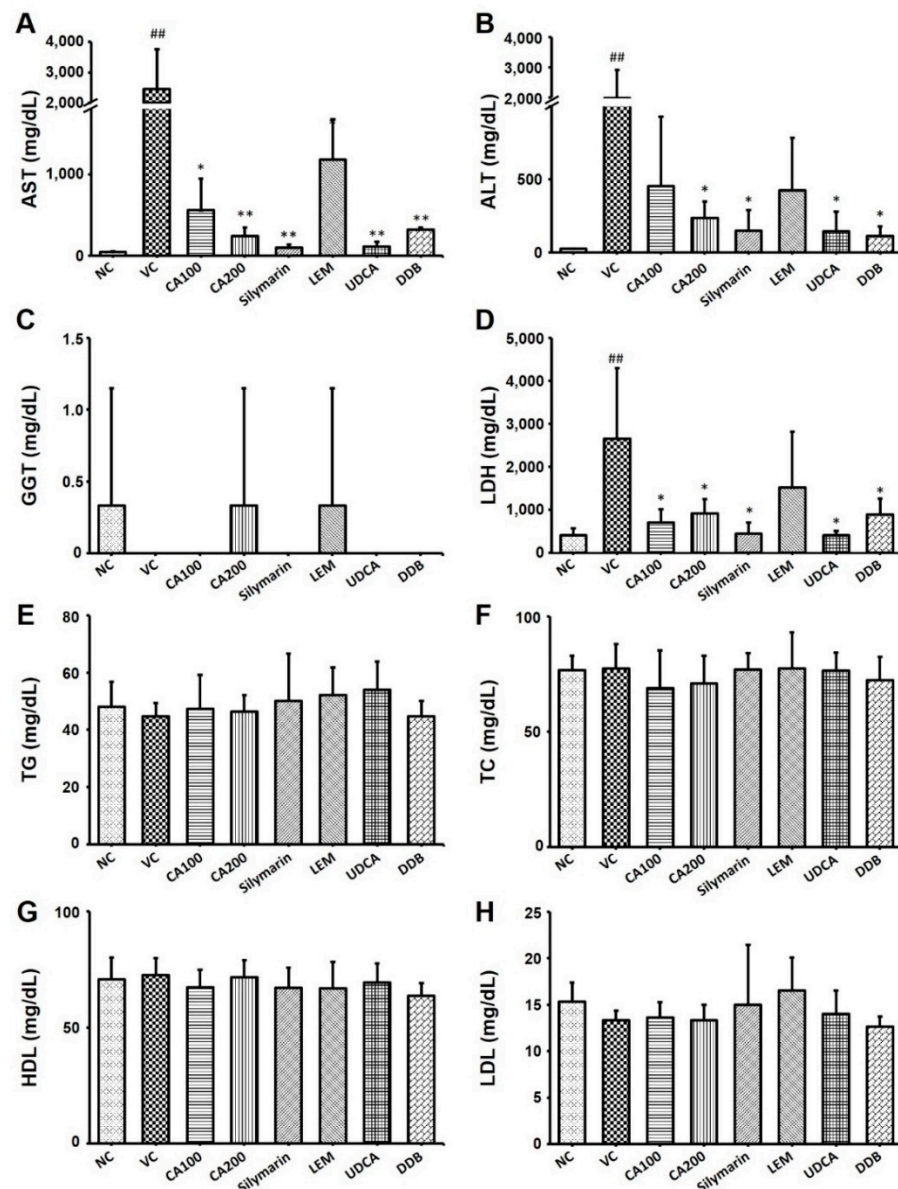 A
AST (mg/dL)
4,000
3,000
2,000
1,000
0
##
*
**
**
**
**
NC VC CA100 CA200 Silymarin LEM UDCA DDB
B
ALT (mg/dL)
4,000
3,000
2,000
500
0
##
*
*
*
*
NC VC CA100 CA200 Silymarin LEM UDCA DDB
C
GGT (mg/dL)
1.5
1.0
0.5
0
NC VC CA100 CA200 Silymarin LEM UDCA DDB
D
LDH (mg/dL)
5,000
4,000
3,000
2,000
1,000
0
##
*
*
*
*
*
NC VC CA100 CA200 Silymarin LEM UDCA DDB
E
TG (mg/dL)
80
60
40
20
0
NC VC CA100 CA200 Silymarin LEM UDCA DDB
F
TC (mg/dL)
100
50
0
NC VC CA100 CA200 Silymarin LEM UDCA DDB
G
HDL (mg/dL)
100
50
0
NC VC CA100 CA200 Silymarin LEM UDCA DDB
H
LDL (mg/dL)
25
20
15
10
5
0
NC VC CA100 CA200 Silymarin LEM UDCA DDB